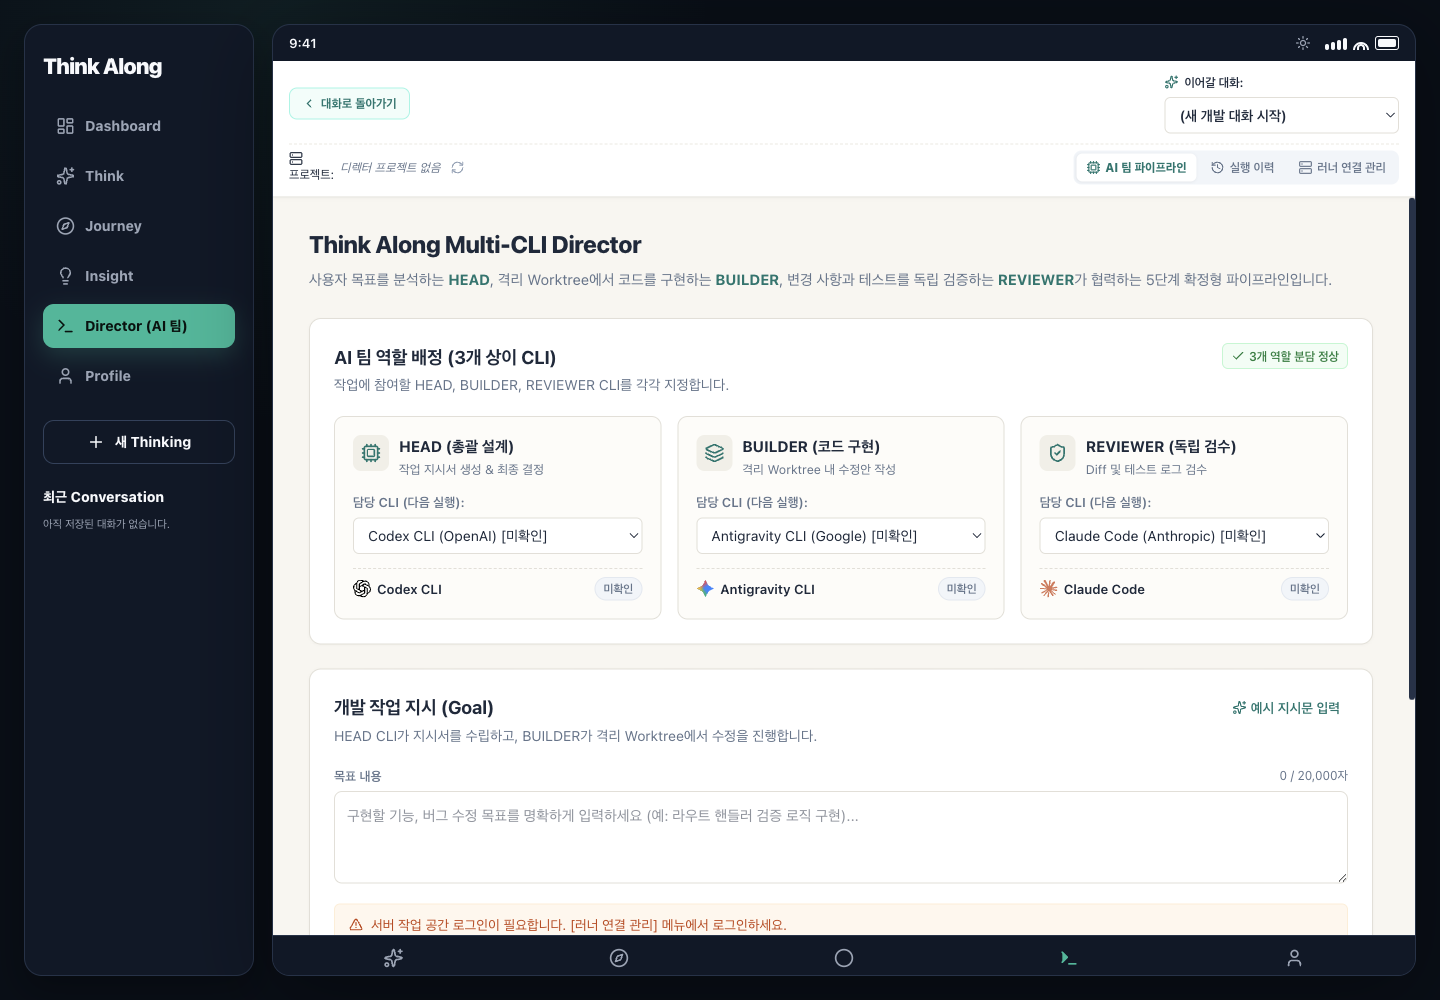 Think Along
Dashboard
Think
Journey
Insight
Director (AI 팀)
Profile
새 Thinking
최근 Conversation
아직 저장된 대화가 없습니다.
9:41
대화로 돌아가기
이어갈 대화:
(새 개발 대화 시작)
프로젝트:
디렉터 프로젝트 없음
AI 팀 파이프라인
실행 이력
러너 연결 관리
Think Along Multi-CLI Director
사용자 목표를 분석하는 HEAD, 격리 Worktree에서 코드를 구현하는 BUILDER, 변경 사항과 테스트를 독립 검증하는 REVIEWER가 협력하는 5단계 확정형 파이프라인입니다.
AI 팀 역할 배정 (3개 상이 CLI)
3개 역할 분담 정상
작업에 참여할 HEAD, BUILDER, REVIEWER CLI를 각각 지정합니다.
HEAD (총괄 설계)
작업 지시서 생성 & 최종 결정
담당 CLI (다음 실행):
Codex CLI (OpenAI) [미확인]
Codex CLI
미확인
BUILDER (코드 구현)
격리 Worktree 내 수정안 작성
담당 CLI (다음 실행):
Antigravity CLI (Google) [미확인]
Antigravity CLI
미확인
REVIEWER (독립 검수)
Diff 및 테스트 로그 검수
담당 CLI (다음 실행):
Claude Code (Anthropic) [미확인]
Claude Code
미확인
개발 작업 지시 (Goal)
예시 지시문 입력
HEAD CLI가 지시서를 수립하고, BUILDER가 격리 Worktree에서 수정을 진행합니다.
목표 내용
0 / 20,000자
구현할 기능, 버그 수정 목표를 명확하게 입력하세요 (예: 라우트 핸들러 검증 로직 구현)...
서버 작업 공간 로그인이 필요합니다. [러너 연결 관리] 메뉴에서 로그인하세요.